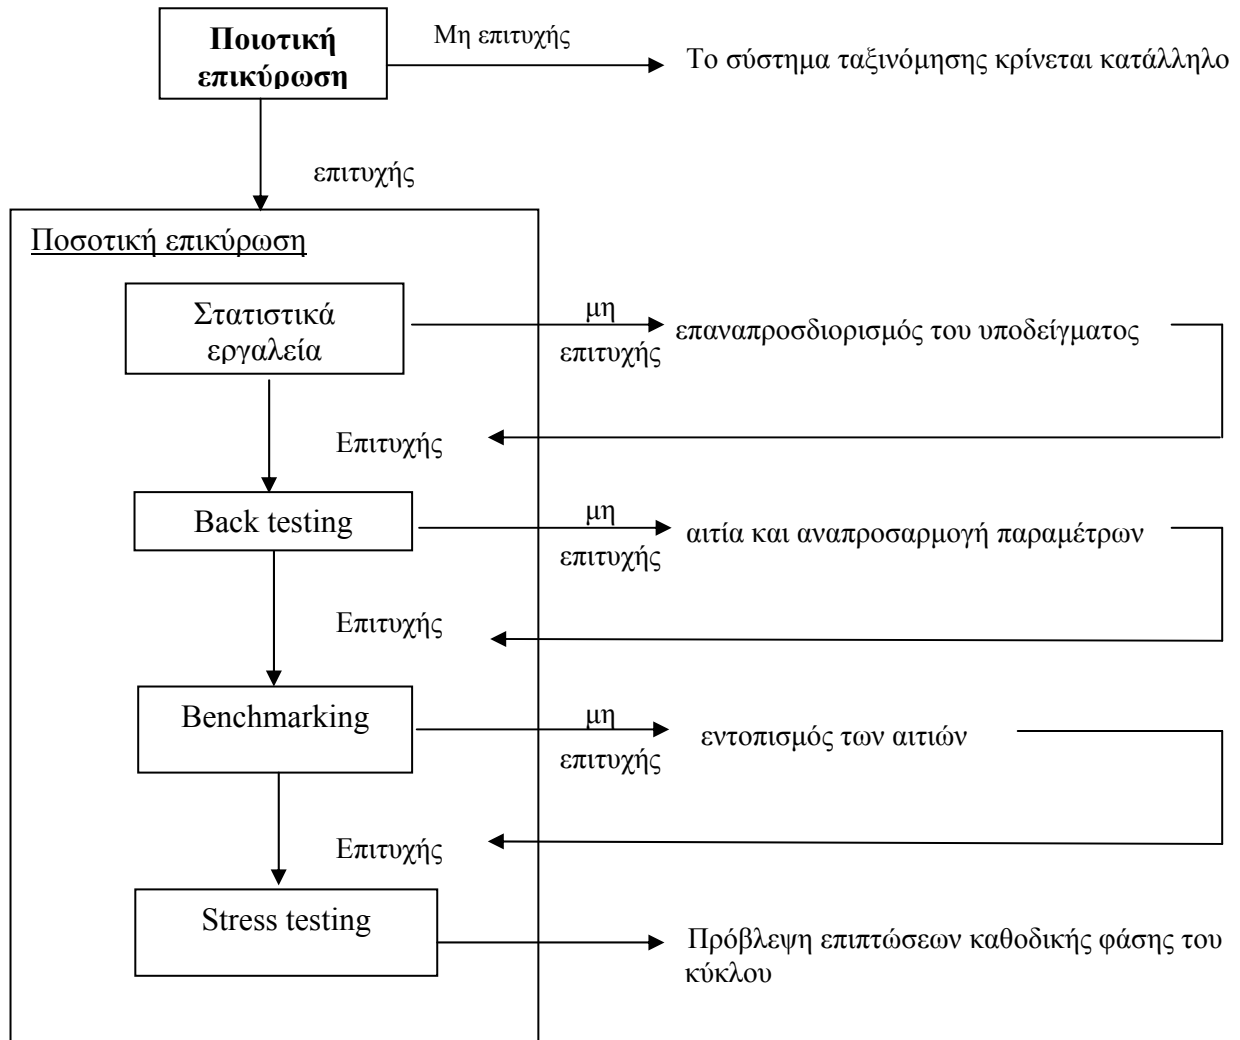 Ποιοτική
επικύρωση
Μη επιτυχής
Το σύστημα ταξινόμησης κρίνεται κατάλληλο
επιτυχής
Ποσοτική επικύρωση
Στατιστικά
εργαλεία
μη
επιτυχής
επαναπροσδιορισμός του υποδείγματος
Επιτυχής
Back testing
μη
επιτυχής
αιτία και αναπροσαρμογή παραμέτρων
Επιτυχής
Benchmarking
μη
επιτυχής
εντοπισμός των αιτιών
Επιτυχής
Stress testing
Πρόβλεψη επιπτώσεων καθοδικής φάσης του
κύκλου